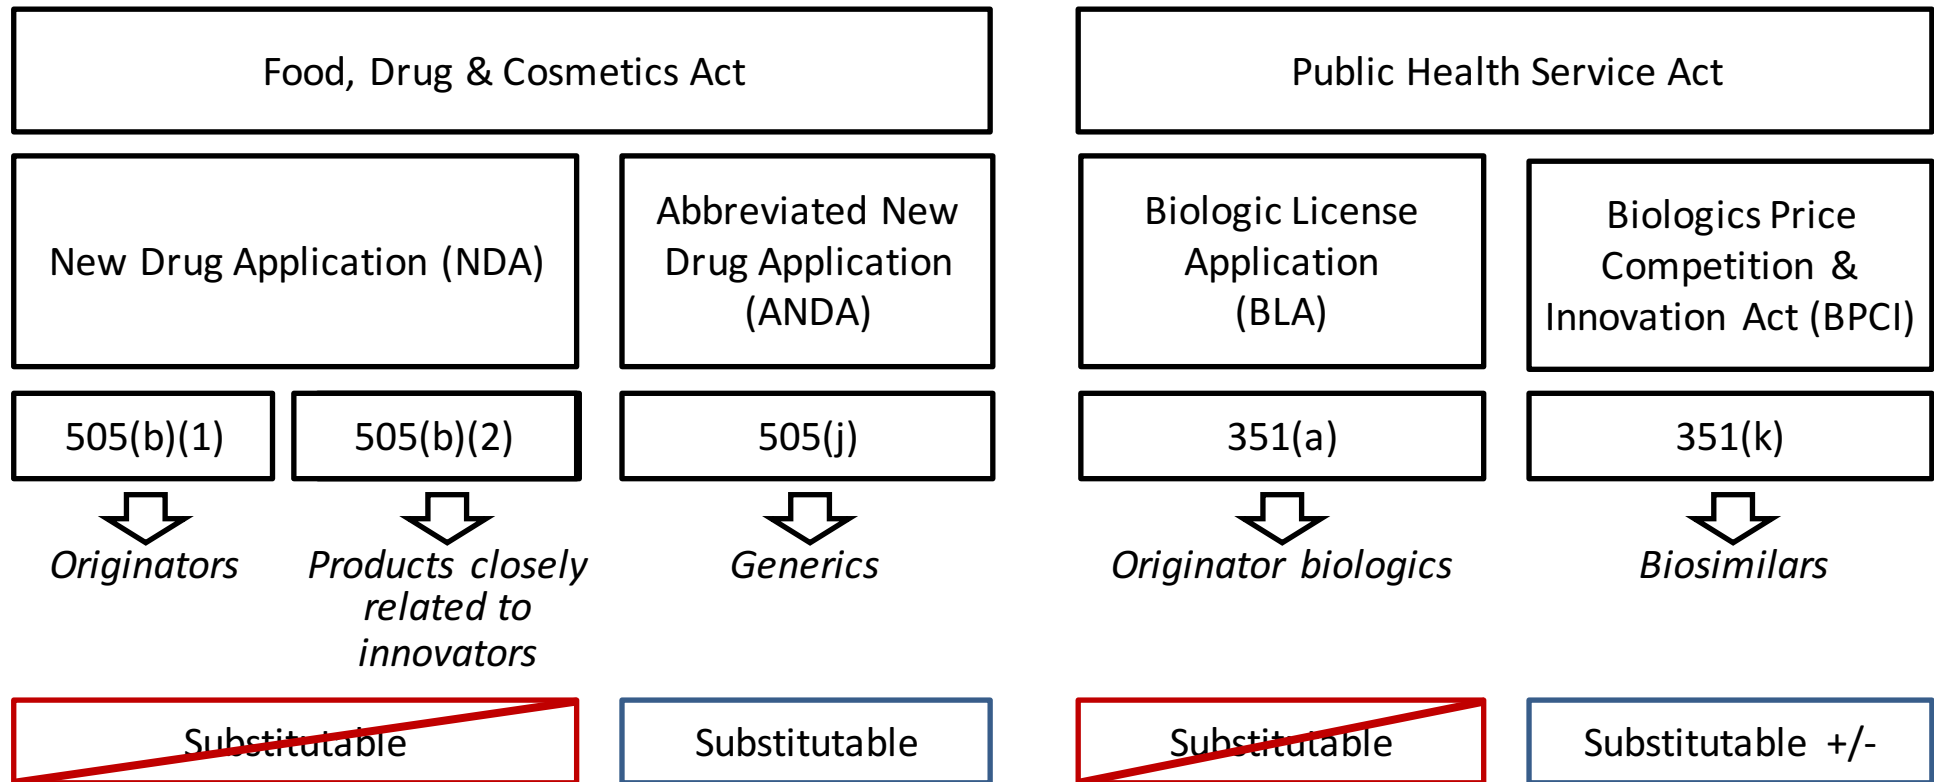 Food, Drug & Cosmetics Act
Public Health Service Act
New Drug Application (NDA)
Abbreviated New
Drug Application
(ANDA)
Biologic License
Application
(BLA)
Biologics Price
Competition &
Innovation Act (BPCI)
505(b)(1)
505(b)(2)
505(j)
351(a)
351(k)
Originators
Products closely
related to
innovators
Generics
Originator biologics
Biosimilars
Substitutable
Substitutable
Substitutable
Substitutable +/-